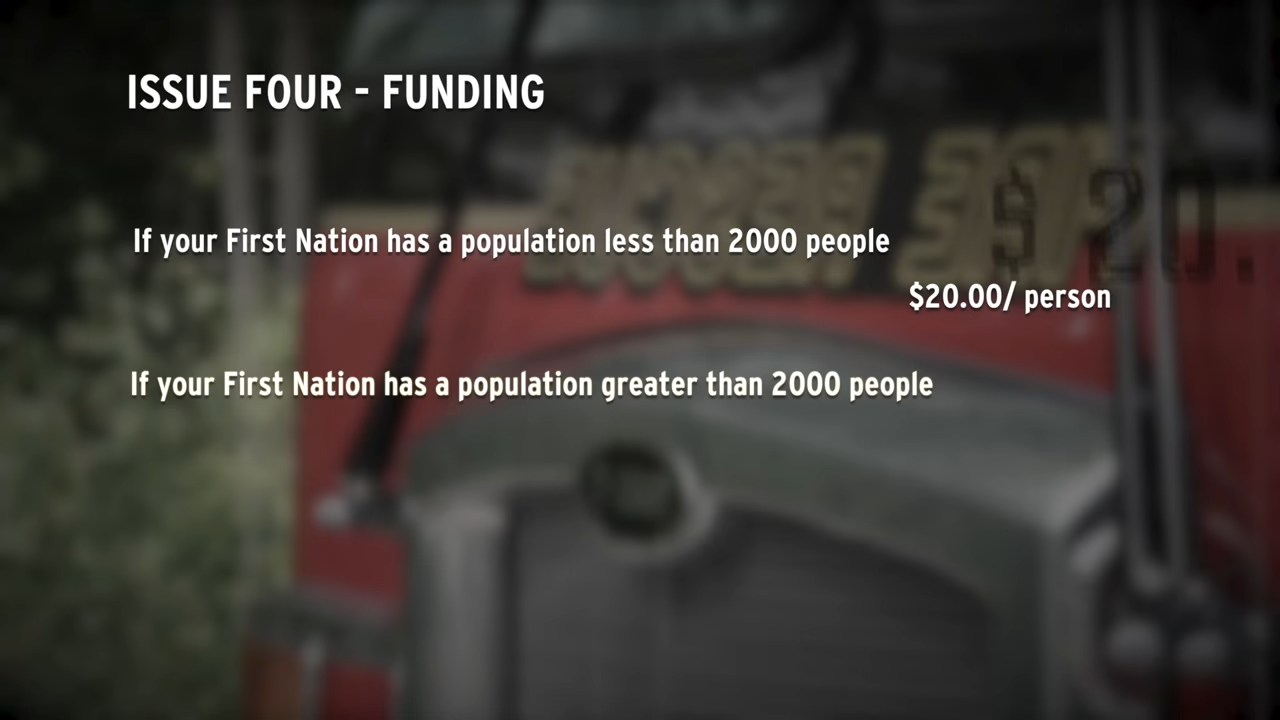 ISSUE FOUR - FUNDING
If your First Nation has a population less than 2000 people
$20.00/ person
If your First Nation has a population greater than 2000 people
$20.